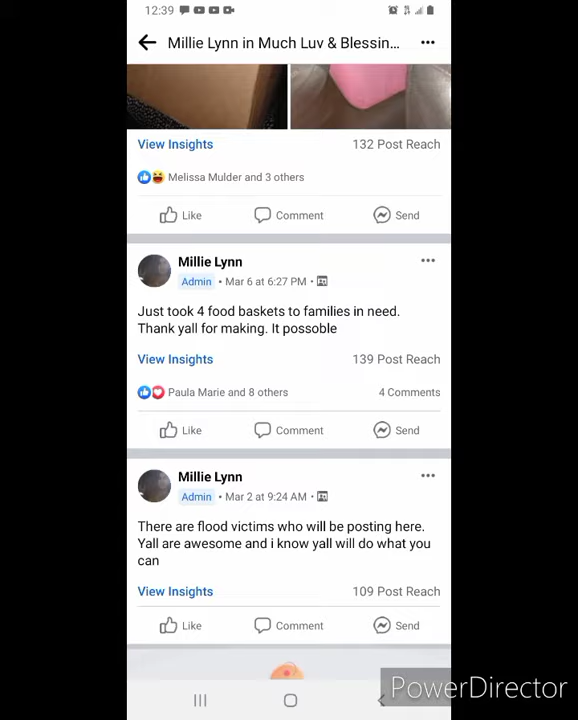 12:39
Millie Lynn in Much Luv & Blessin...
View Insights 132 Post Reach
Melissa Mulder and 3 others
Like Comment Send
Millie Lynn
Admin • Mar 6 at 6:27 PM •
Just took 4 food baskets to families in need.
Thank yall for making. It possoble
View Insights 139 Post Reach
Paula Marie and 8 others 4 Comments
Like Comment Send
Millie Lynn
Admin • Mar 2 at 9:24 AM •
There are flood victims who will be posting here.
Yall are awesome and i know yall will do what you
can
View Insights 109 Post Reach
Like Comment Send
PowerDirector